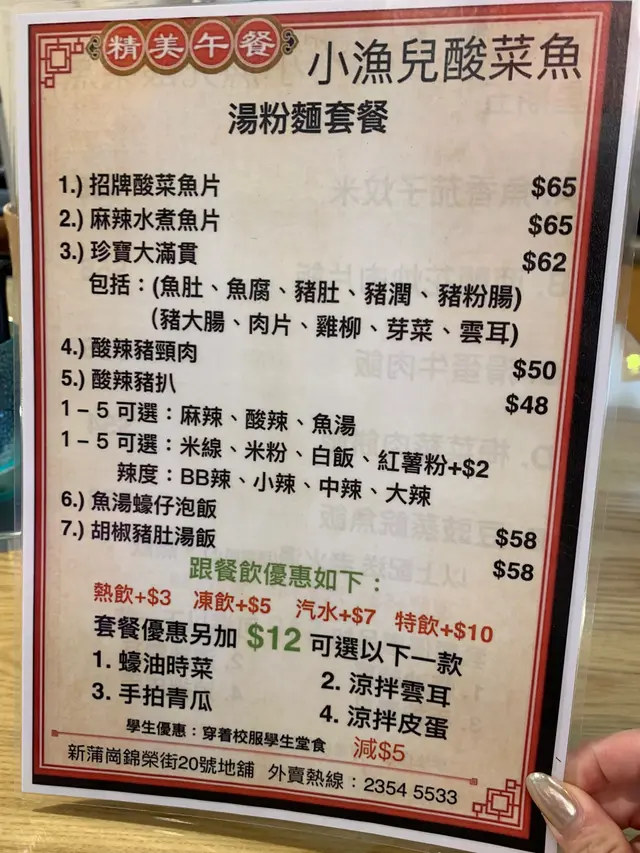 精美午餐 小漁兒酸菜魚
湯粉麵套餐
1.) 招牌酸菜魚片 $65
2.) 麻辣水煮魚片 $65
3.) 珍寶大滿貫 $62
包括：(魚肚、魚腐、豬肚、豬潤、豬粉腸)
(豬大腸、肉片、雞柳、芽菜、雲耳)
4.) 酸辣豬頸肉 $50
5.) 酸辣豬扒 $48
1－5 可選：麻辣、酸辣、魚湯
1－5 可選：米線、米粉、白飯、紅薯粉+$2
辣度：BB辣、小辣、中辣、大辣
6.) 魚湯蠔仔泡飯 $58
7.) 胡椒豬肚湯飯 $58
跟餐飲優惠如下：
熱飲+$3 凍飲+$5 汽水+$7 特飲+$10
套餐優惠另加 $12 可選以下一款
1. 蠔油時菜 2. 涼拌雲耳
3. 手拍青瓜 4. 涼拌皮蛋
學生優惠：穿着校服學生堂食 減$5
新蒲崗錦榮街20號地舖 外賣熱線：2354 5533